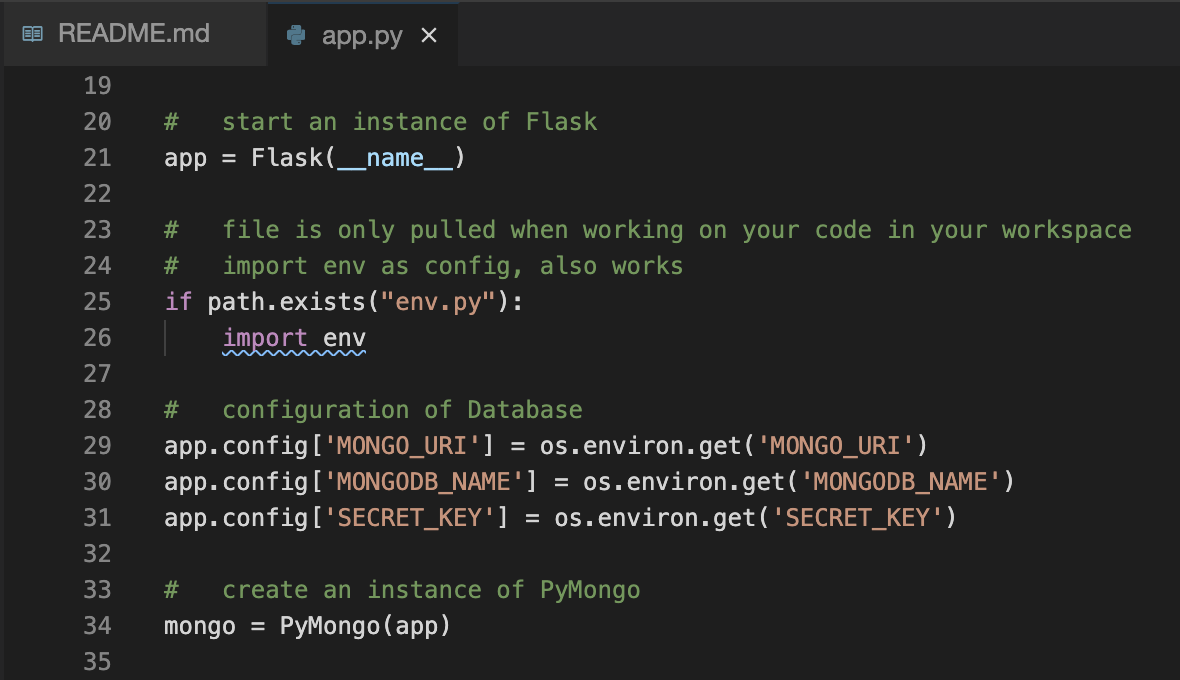 README.md app.py ×
19
20 #   start an instance of Flask
21 app = Flask(__name__)
22
23 #   file is only pulled when working on your code in your workspace
24 #   import env as config, also works
25 if path.exists("env.py"):
26     import env
27
28 #   configuration of Database
29 app.config['MONGO_URI'] = os.environ.get('MONGO_URI')
30 app.config['MONGODB_NAME'] = os.environ.get('MONGODB_NAME')
31 app.config['SECRET_KEY'] = os.environ.get('SECRET_KEY')
32
33 #   create an instance of PyMongo
34 mongo = PyMongo(app)
35